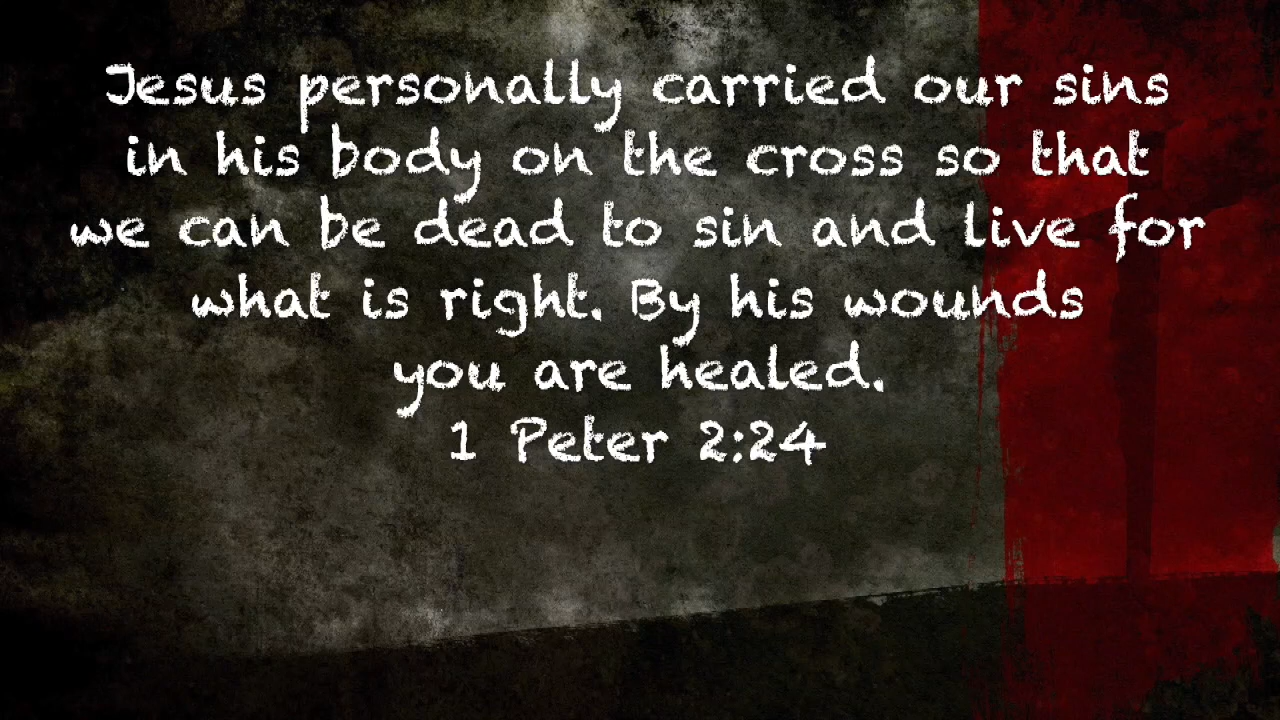 Jesus personally carried our sins
in his body on the cross so that
we can be dead to sin and live for
what is right. By his wounds
you are healed.
1 Peter 2:24